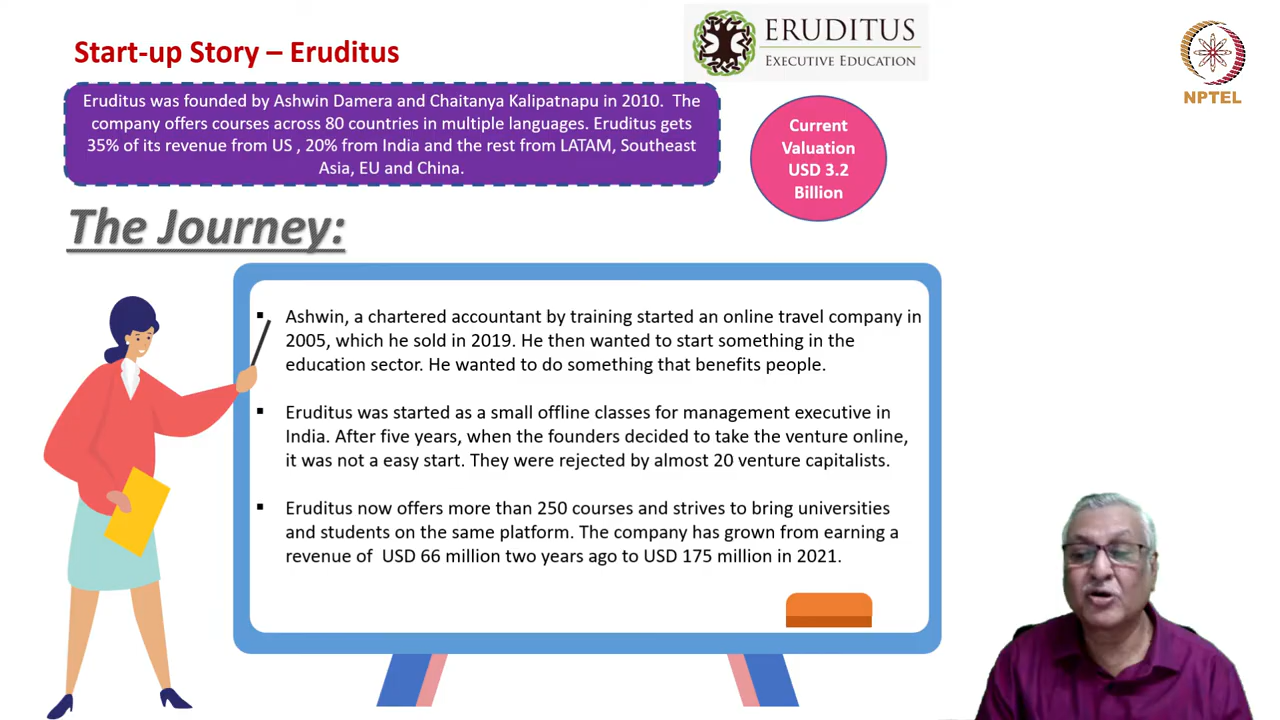 Start-up Story – Eruditus
ERUDITUS
EXECUTIVE EDUCATION
NPTEL
Eruditus was founded by Ashwin Damera and Chaitanya Kalipatnapu in 2010. The
company offers courses across 80 countries in multiple languages. Eruditus gets
35% of its revenue from US , 20% from India and the rest from LATAM, Southeast
Asia, EU and China.
Current
Valuation
USD 3.2
Billion
The Journey:
▪ Ashwin, a chartered accountant by training started an online travel company in
2005, which he sold in 2019. He then wanted to start something in the
education sector. He wanted to do something that benefits people.
▪ Eruditus was started as a small offline classes for management executive in
India. After five years, when the founders decided to take the venture online,
it was not a easy start. They were rejected by almost 20 venture capitalists.
▪ Eruditus now offers more than 250 courses and strives to bring universities
and students on the same platform. The company has grown from earning a
revenue of USD 66 million two years ago to USD 175 million in 2021.